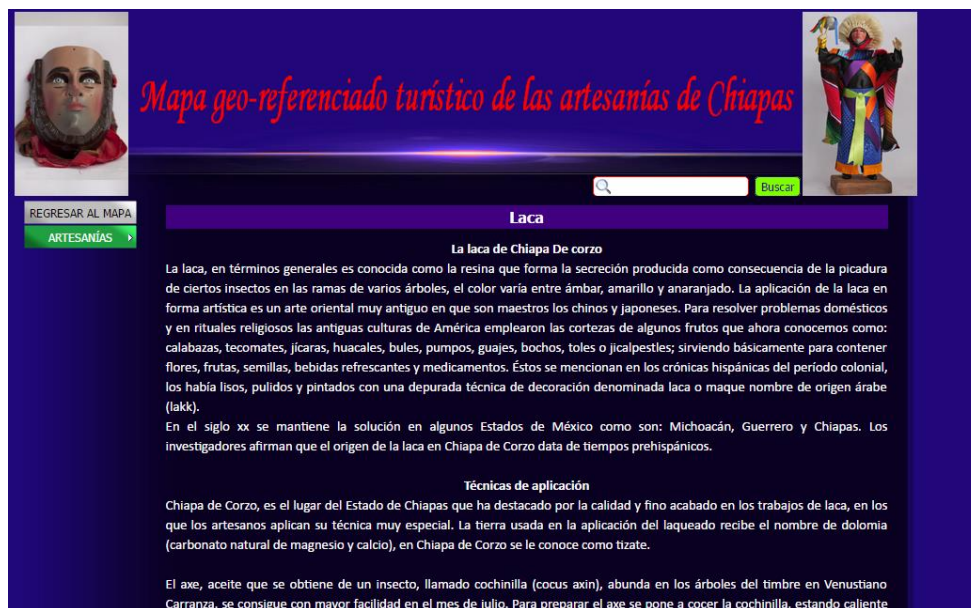 Mapa geo-referenciado turístico de las artesanías de Chiapas
Buscar
REGRESAR AL MAPA
ARTESANÍAS
Laca
La laca de Chiapa De corzo
La laca, en términos generales es conocida como la resina que forma la secreción producida como consecuencia de la picadura
de ciertos insectos en las ramas de varios árboles, el color varía entre ámbar, amarillo y anaranjado. La aplicación de la laca en
forma artística es un arte oriental muy antiguo en que son maestros los chinos y japoneses. Para resolver problemas domésticos
y en rituales religiosos las antiguas culturas de América emplearon las cortezas de algunos frutos que ahora conocemos como:
calabazas, tecomates, jícaras, huacales, bules, pumpos, guajes, bochos, toles o jicalpestles; sirviendo básicamente para contener
flores, frutas, semillas, bebidas refrescantes y medicamentos. Éstos se mencionan en los crónicas hispánicas del período colonial,
los había lisos, pulidos y pintados con una depurada técnica de decoración denominada laca o maque nombre de origen árabe
(lakk).
En el siglo xx se mantiene la solución en algunos Estados de México como son: Michoacán, Guerrero y Chiapas. Los
investigadores afirman que el origen de la laca en Chiapa de Corzo data de tiempos prehispánicos.
Técnicas de aplicación
Chiapa de Corzo, es el lugar del Estado de Chiapas que ha destacado por la calidad y fino acabado en los trabajos de laca, en los
que los artesanos aplican su técnica muy especial. La tierra usada en la aplicación del laqueado recibe el nombre de dolomia
(carbonato natural de magnesio y calcio), en Chiapa de Corzo se le conoce como tizate.
El axe, aceite que se obtiene de un insecto, llamado cochinilla (cocus axin), abunda en los árboles del timbre en Venustiano
Carranza, se consigue con mayor facilidad en el mes de julio. Para preparar el axe se pone a cocer la cochinilla, estando caliente